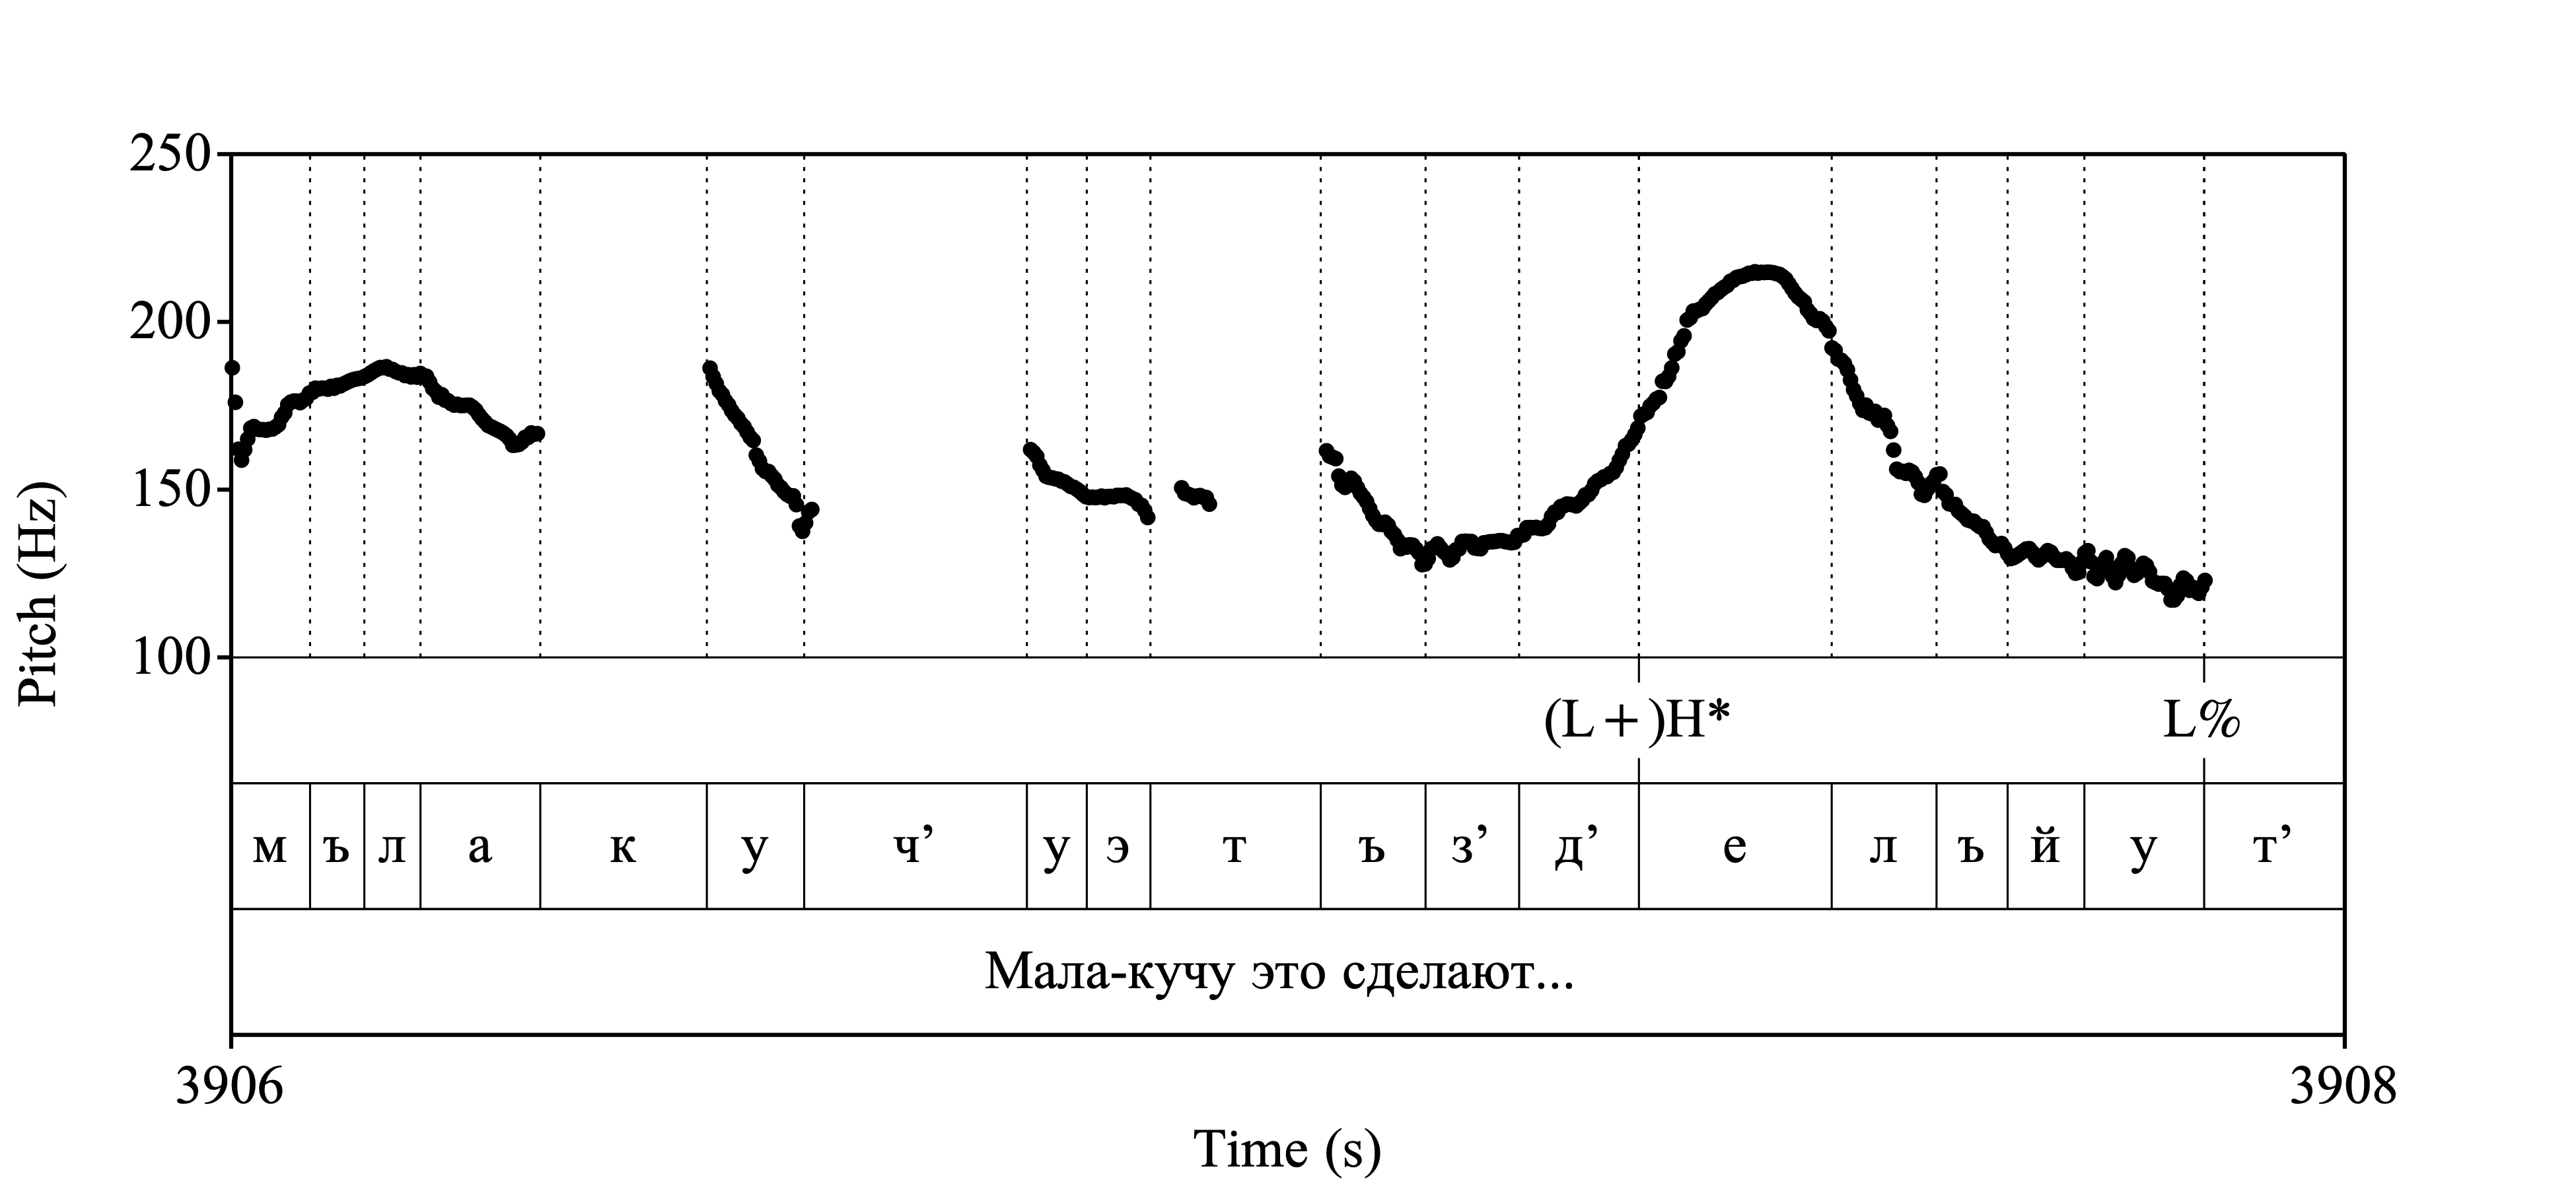 250
200
150
100
Pitch (Hz)
(L+)H* L%
м ъ л а к у ч’ у э т ъ з’ д’ е л ъ й у т’
Мала-кучу это сделают...
3906 3908
Time (s)